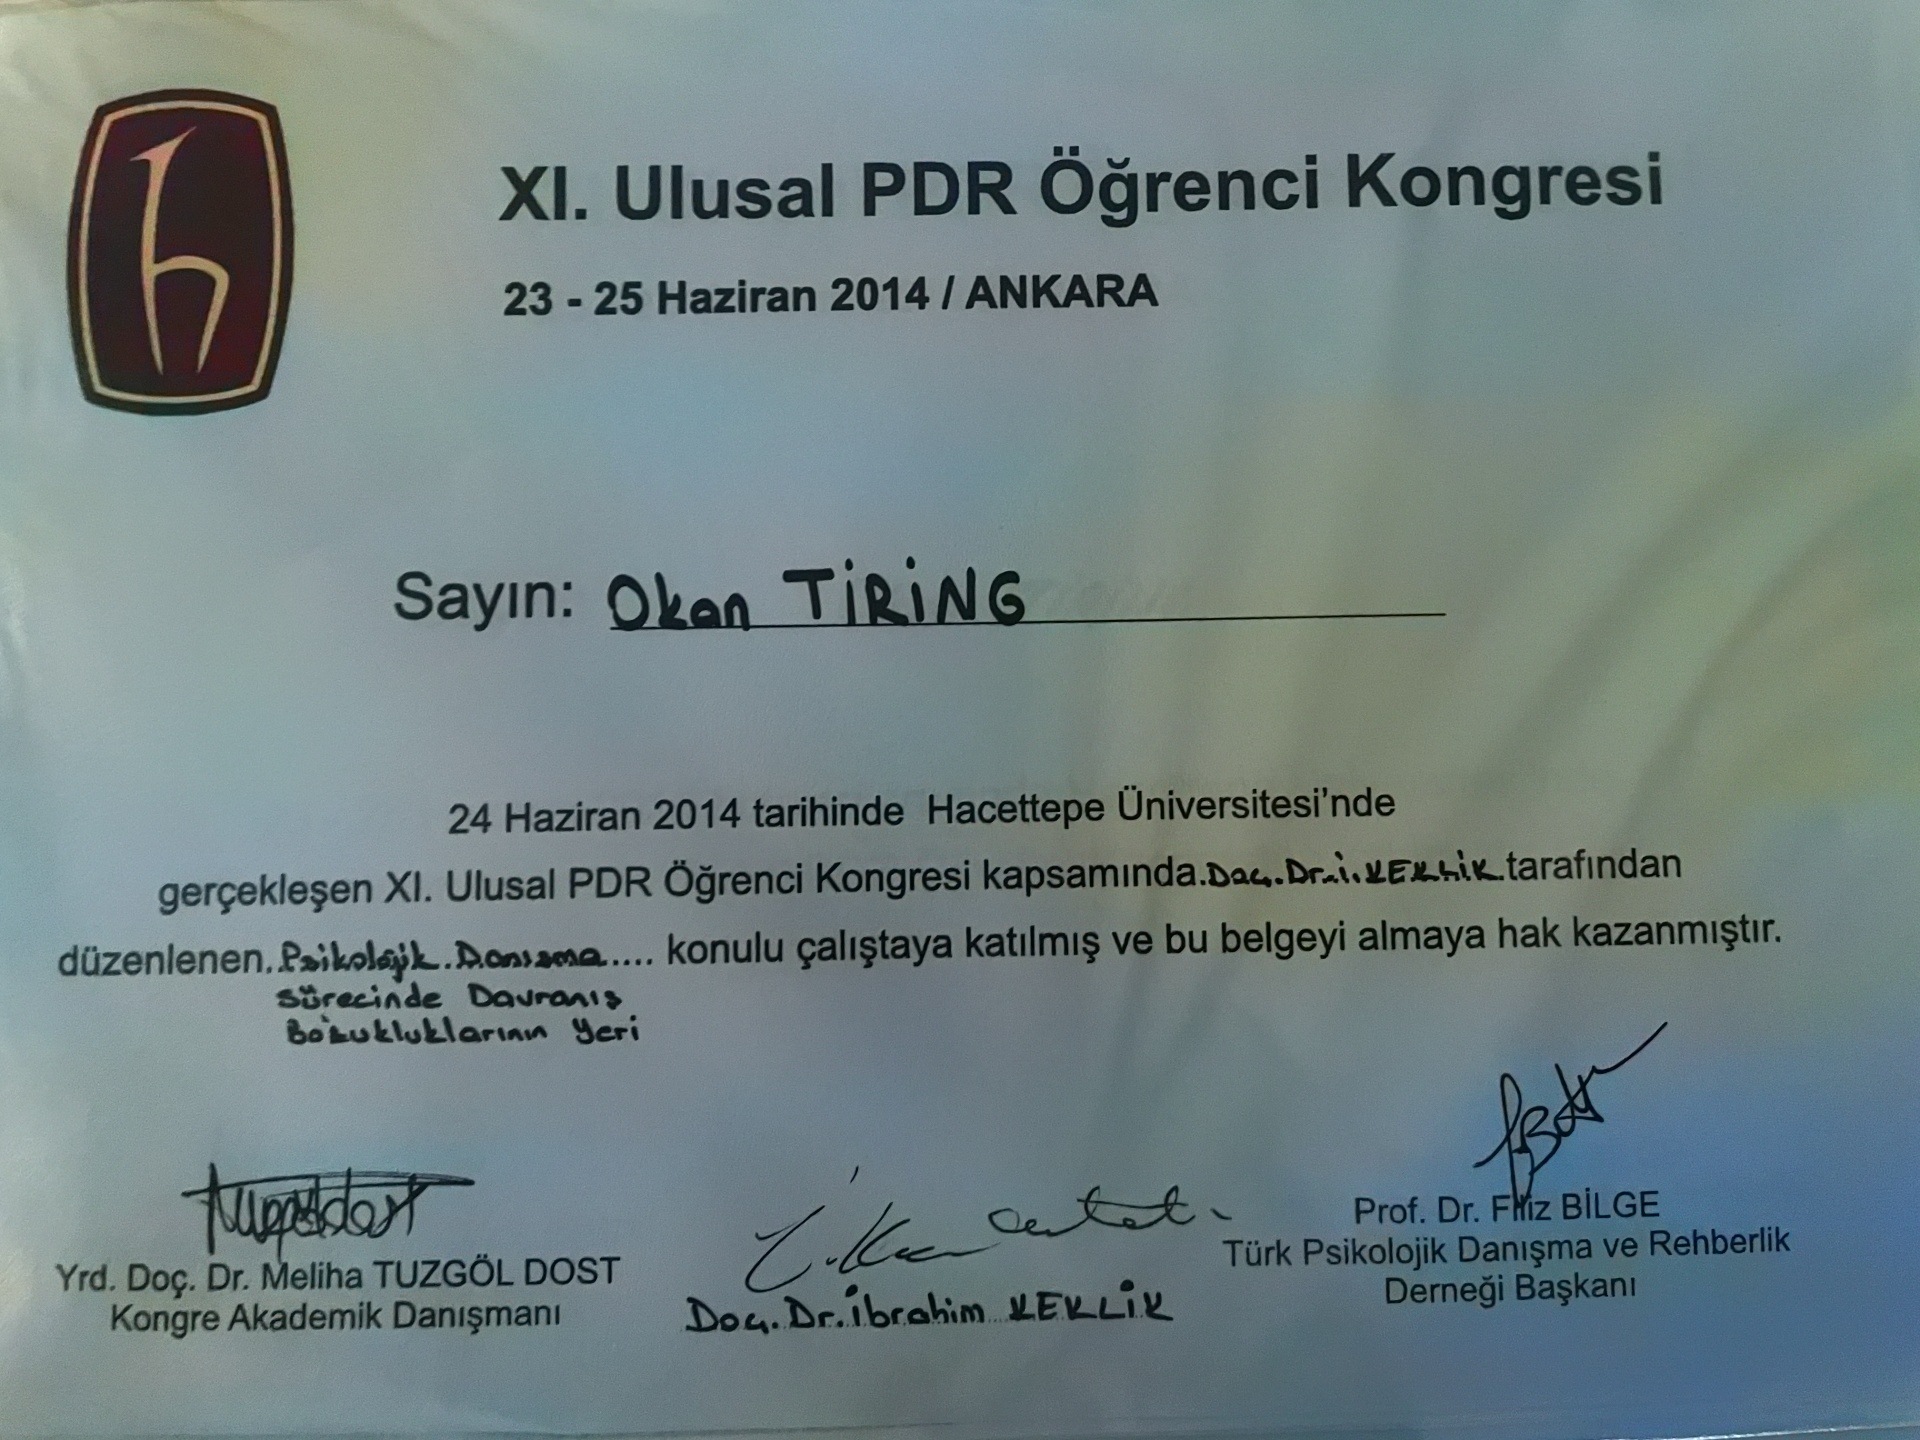 XI. Ulusal PDR Öğrenci Kongresi
23 - 25 Haziran 2014 / ANKARA
Sayın: Okan TİRİNG
24 Haziran 2014 tarihinde Hacettepe Üniversitesi'nde
gerçekleşen XI. Ulusal PDR Öğrenci Kongresi kapsamında.Doç.Dr.İ.KEKLİK.tarafından
düzenlenen..Psikolojik.Danışma.... konulu çalıştaya katılmış ve bu belgeyi almaya hak kazanmıştır.
Sürecinde Davranış
Bozukluklarının Yeri
Yrd. Doç. Dr. Meliha TUZGÖL DOST
Kongre Akademik Danışmanı
Doç.Dr.İbrahim KEKLİK
Prof. Dr. Filiz BİLGE
Türk Psikolojik Danışma ve Rehberlik
Derneği Başkanı